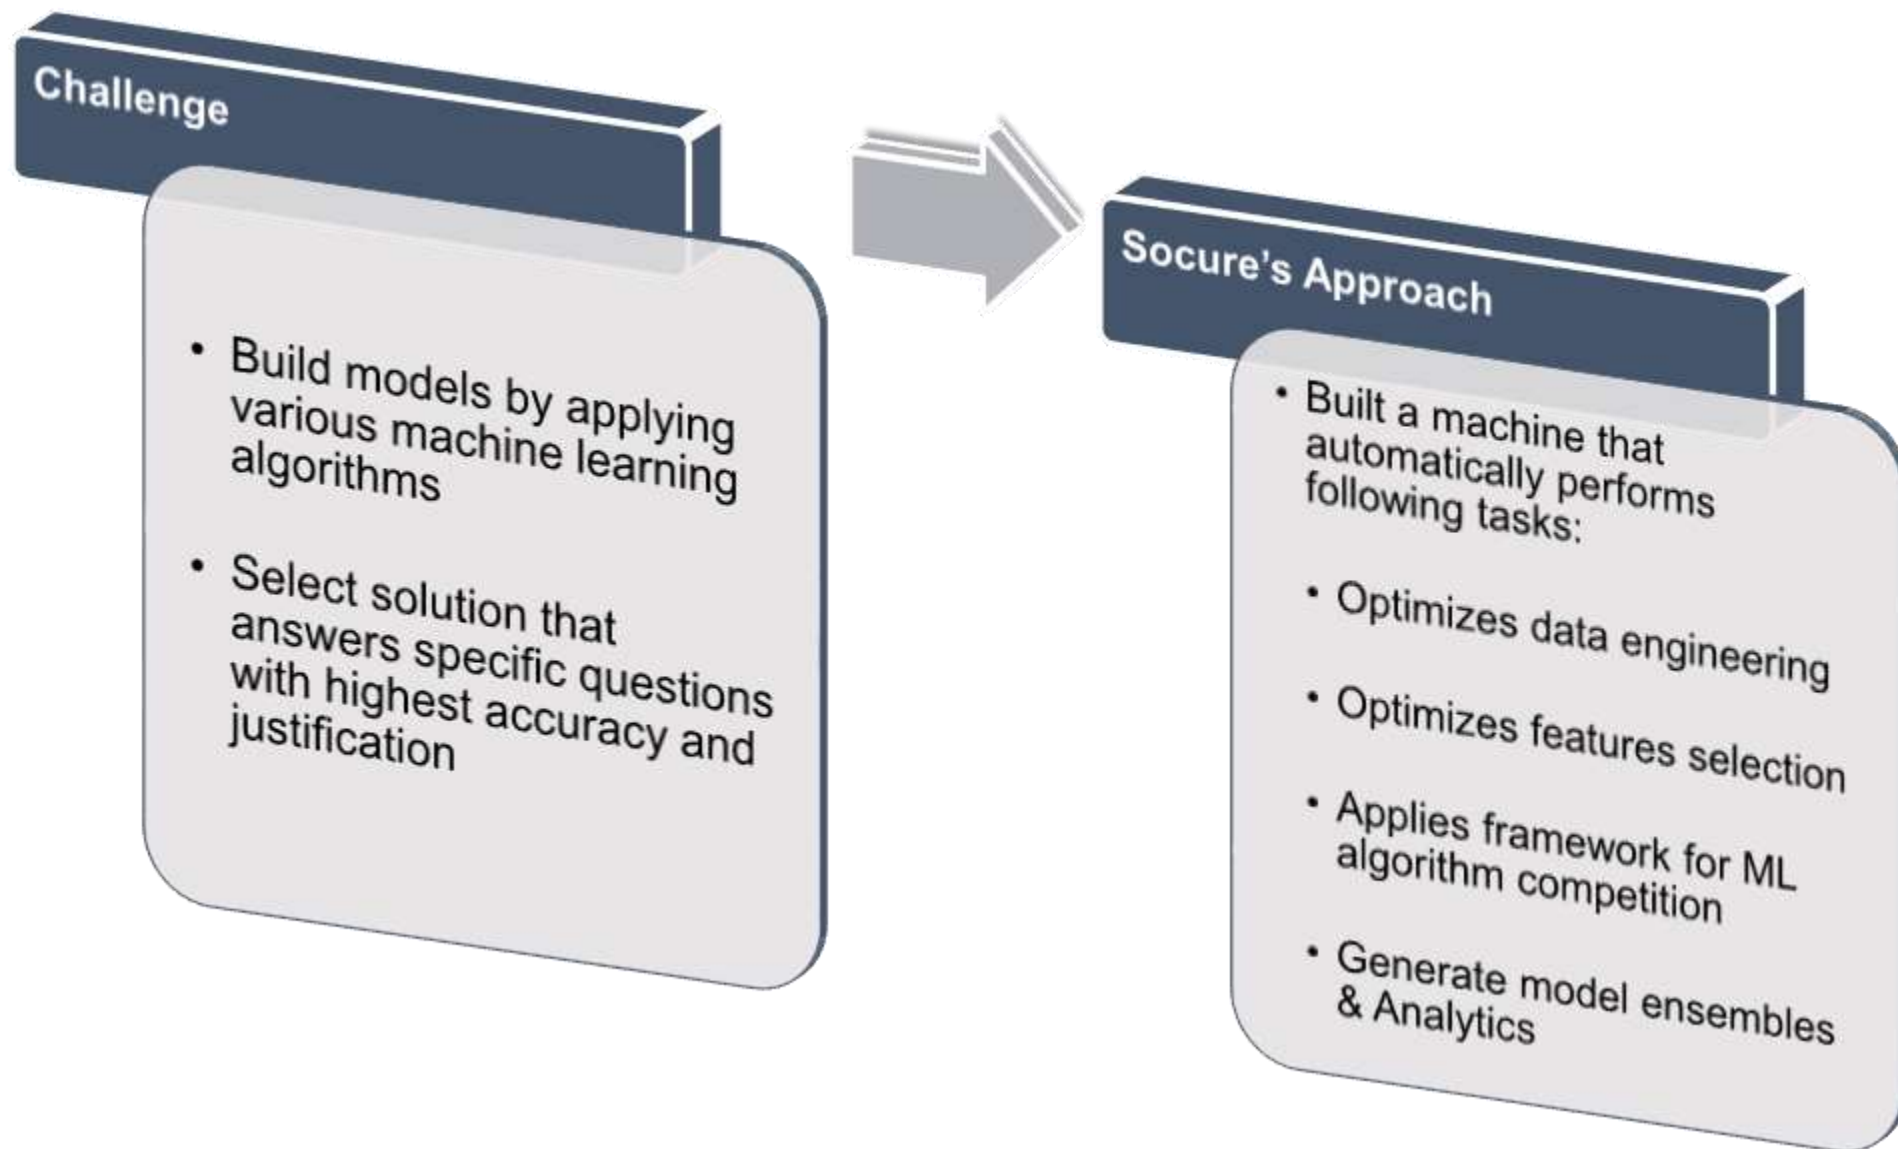 Challenge
• Build models by applying
various machine learning
algorithms
• Select solution that
answers specific questions
with highest accuracy and
justification
Socure's Approach
• Built a machine that
automatically performs
following tasks:
• Optimizes data engineering
• Optimizes features selection
• Applies framework for ML
algorithm competition
• Generate model ensembles
& Analytics